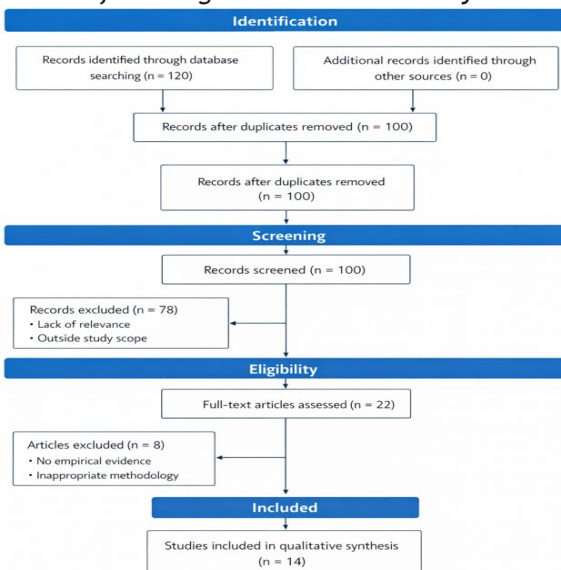 Identification
Records identified through database
searching (n = 120)
Additional records identified through
other sources (n = 0)
Records after duplicates removed (n = 100)
Records after duplicates removed
(n = 100)
Screening
Records screened (n = 100)
Records excluded (n = 78)
• Lack of relevance
• Outside study scope
Eligibility
Full-text articles assessed (n = 22)
Articles excluded (n = 8)
• No empirical evidence
• Inappropriate methodology
Included
Studies included in qualitative synthesis
(n = 14)